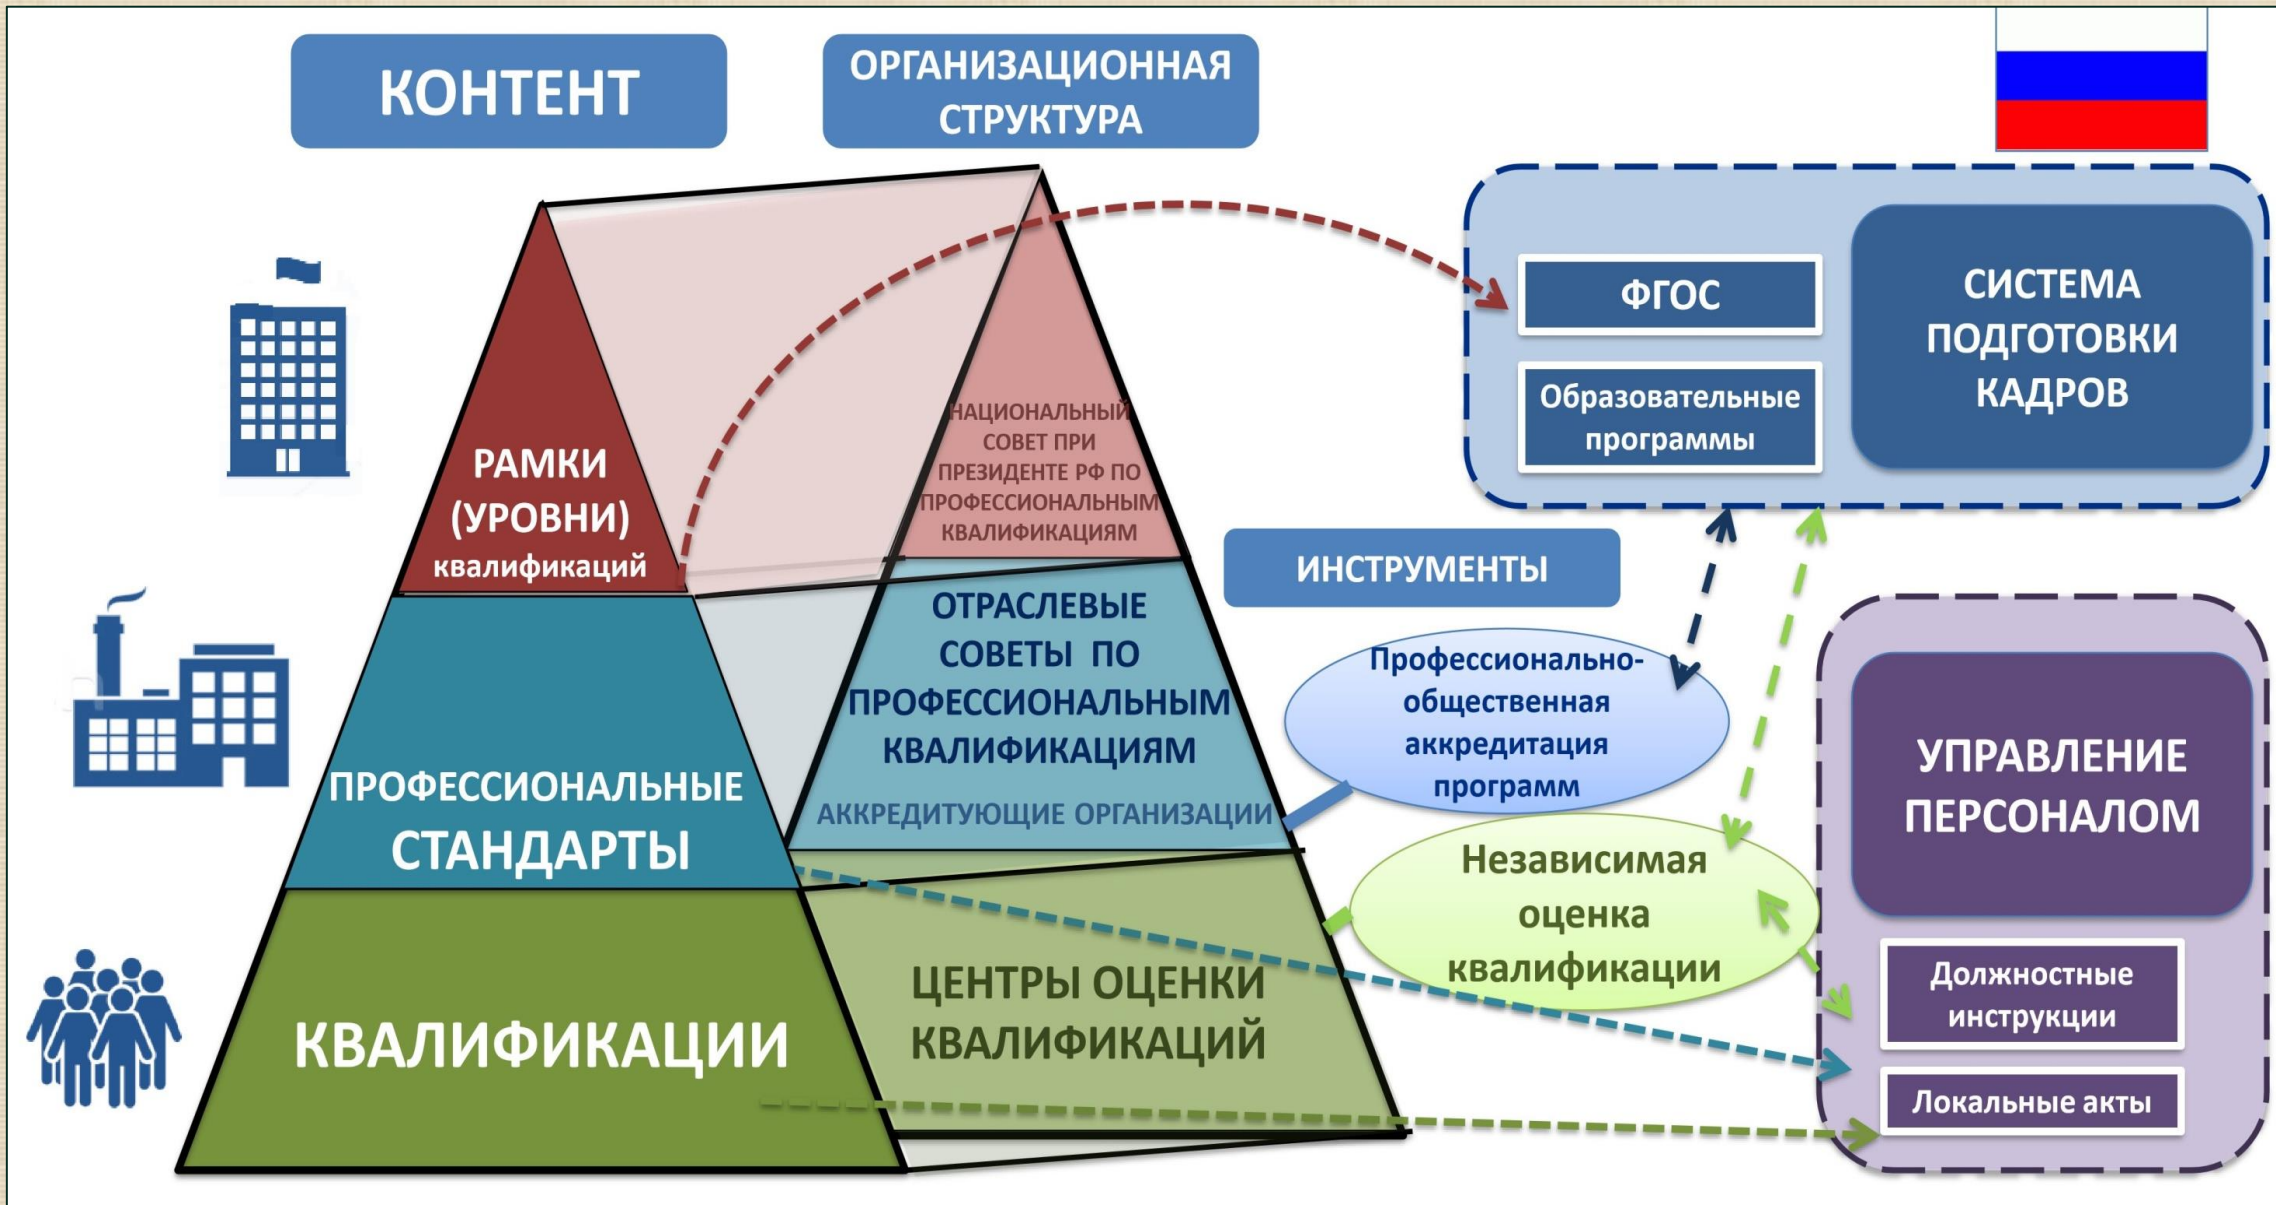 КОНТЕНТ
ОРГАНИЗАЦИОННАЯ
СТРУКТУРА
РАМКИ
(УРОВНИ)
квалификаций
НАЦИОНАЛЬНЫЙ
СОВЕТ ПРИ
ПРЕЗИДЕНТЕ РФ ПО
ПРОФЕССИОНАЛЬНЫМ
КВАЛИФИКАЦИЯМ
ПРОФЕССИОНАЛЬНЫЕ
СТАНДАРТЫ
ОТРАСЛЕВЫЕ
СОВЕТЫ ПО
ПРОФЕССИОНАЛЬНЫМ
КВАЛИФИКАЦИЯМ
АККРЕДИТУЮЩИЕ ОРГАНИЗАЦИИ
КВАЛИФИКАЦИИ
ЦЕНТРЫ ОЦЕНКИ
КВАЛИФИКАЦИЙ
ИНСТРУМЕНТЫ
Профессионально-
общественная
аккредитация
программ
Независимая
оценка
квалификации
ФГОС
Образовательные
программы
СИСТЕМА
ПОДГОТОВКИ
КАДРОВ
УПРАВЛЕНИЕ
ПЕРСОНАЛОМ
Должностные
инструкции
Локальные акты